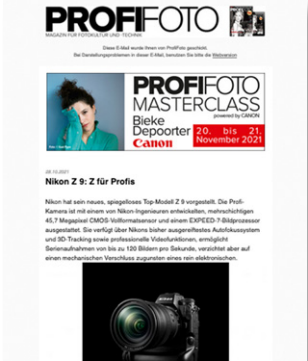 PROFIFOTO
MAGAZIN FÜR FOTOKULTUR UND TECHNIK
Diese E-Mail wurde Ihnen von ProfiFoto geschickt.
Bei Darstellungsproblemen in dieser E-Mail, benutzen Sie bitte die Webversion
PROFIFOTO
MASTERCLASS
powered by CANON
Bieke
Depoorter
Canon
20. bis 21.
November 2021
28.10.2021
Nikon Z 9: Z für Profis
Nikon hat sein neues, spiegelloses Top-Modell Z 9 vorgestellt. Die Profi-
Kamera ist mit einem von Nikon-Ingenieuren entwickelten, mehrschichtigen
45,7 Megapixel CMOS-Vollformatsensor und einem EXPEED-7-Bildprozessor
ausgestattet. Sie verfügt über Nikons bisher ausgereiftestes Autofokussystem
und 3D-Tracking sowie professionelle Videofunktionen, ermöglicht
Serienaufnahmen von bis zu 120 Bildern pro Sekunde, verzichtet aber auf
einen mechanischen Verschluss zugunsten eines rein elektronischen.